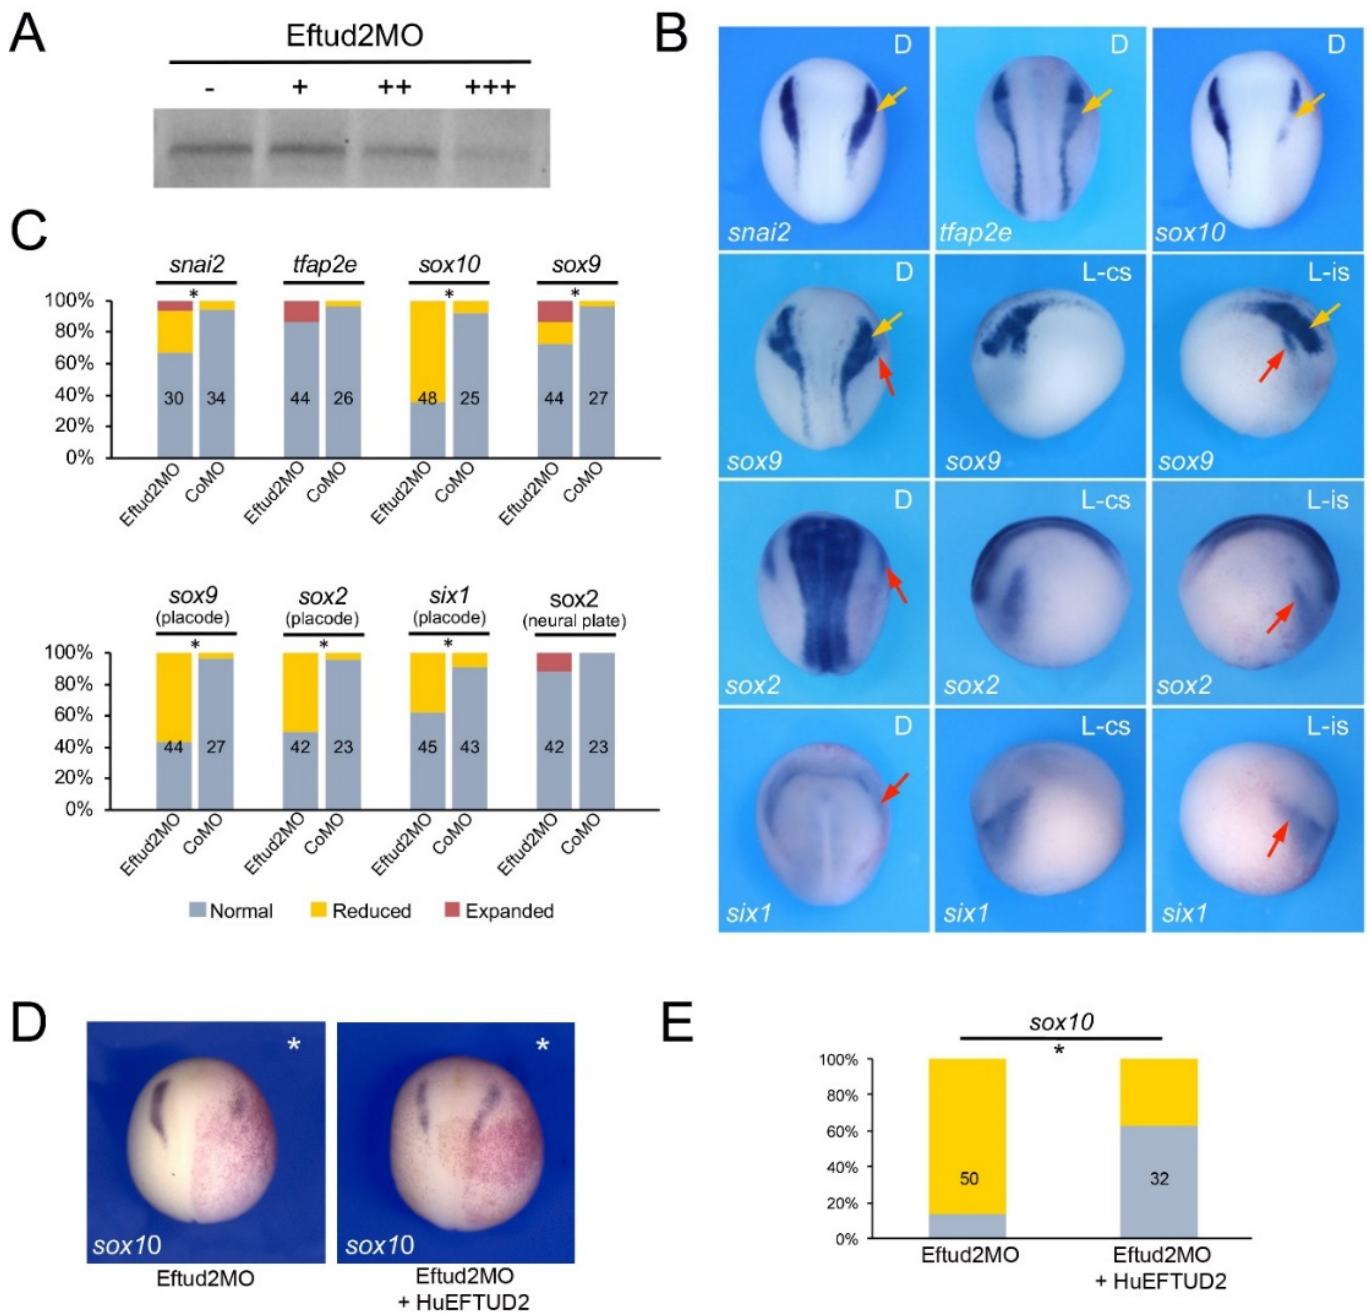 A
Eftud2MO
- + ++ +++
B
D
snai2
D
tfap2e
D
sox10
D
sox9
L-cs
sox9
L-is
sox9
D
sox2
L-cs
sox2
L-is
sox2
D
six1
L-cs
six1
L-is
six1
C
snai2 tfap2e sox10 sox9
* * *
100%
80%
60%
40%
20%
0%
30 34 44 26 48 25 44 27
Eftud2MO CoMO Eftud2MO CoMO Eftud2MO CoMO Eftud2MO CoMO
sox9 sox2 six1 sox2
(placode) (placode) (placode) (neural plate)
* * *
100%
80%
60%
40%
20%
0%
44 27 42 23 45 43 42 23
Eftud2MO CoMO Eftud2MO CoMO Eftud2MO CoMO Eftud2MO CoMO
Normal Reduced Expanded
D
*
sox10
Eftud2MO
*
sox10
Eftud2MO
+ HuEFTUD2
E
sox10
*
100%
80%
60%
40%
20%
0%
50 32
Eftud2MO Eftud2MO
+ HuEFTUD2